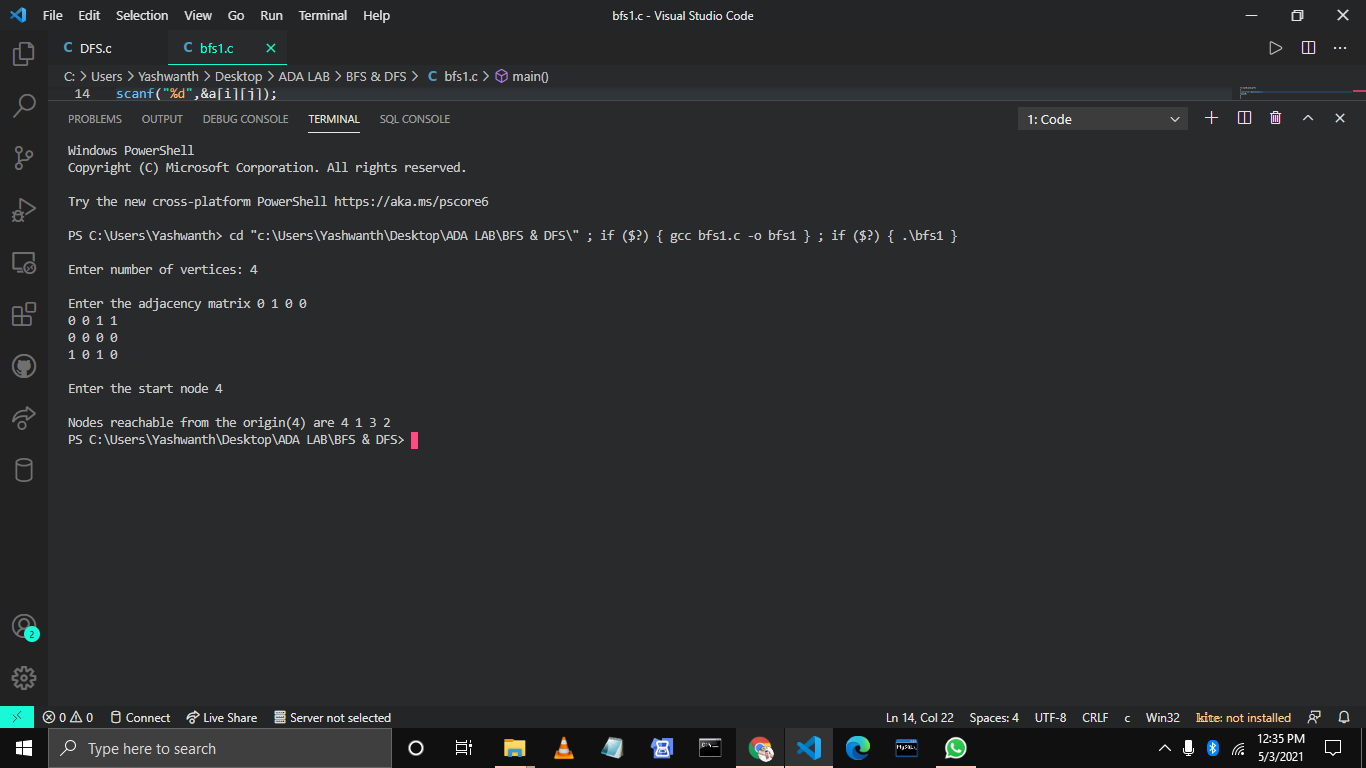 File Edit Selection View Go Run Terminal Help bfs1.c - Visual Studio Code
C DFS.c C bfs1.c
C: > Users > Yashwanth > Desktop > ADA LAB > BFS & DFS > C bfs1.c > main()
14 scanf("%d",&a[i][j]);
PROBLEMS OUTPUT DEBUG CONSOLE TERMINAL SQL CONSOLE 1: Code
Windows PowerShell
Copyright (C) Microsoft Corporation. All rights reserved.
Try the new cross-platform PowerShell https://aka.ms/pscore6
PS C:\Users\Yashwanth> cd "c:\Users\Yashwanth\Desktop\ADA LAB\BFS & DFS\" ; if ($?) { gcc bfs1.c -o bfs1 } ; if ($?) { .\bfs1 }
Enter number of vertices: 4
Enter the adjacency matrix 0 1 0 0
0 0 1 1
0 0 0 0
1 0 1 0
Enter the start node 4
Nodes reachable from the origin(4) are 4 1 3 2
PS C:\Users\Yashwanth\Desktop\ADA LAB\BFS & DFS>
2
0 0 Connect Live Share Server not selected Ln 14, Col 22 Spaces: 4 UTF-8 CRLF c Win32 kite: not installed
Type here to search
12:35 PM
5/3/2021